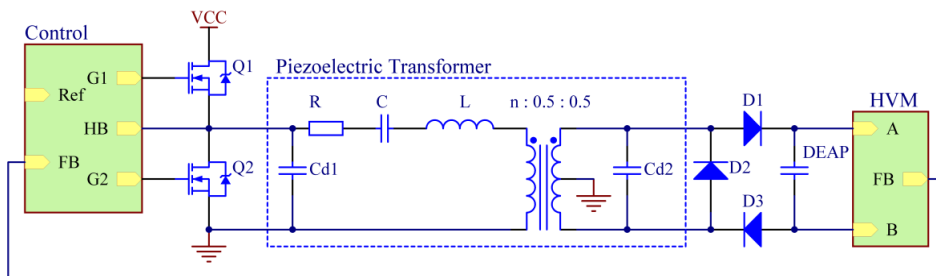 Control
VCC
G1
Q1
Ref
HB
FB
G2
Q2
Piezoelectric Transformer
R
C
L
n : 0.5 : 0.5
Cd1
Cd2
D1
D2
D3
DEAP
HVM
A
FB
B